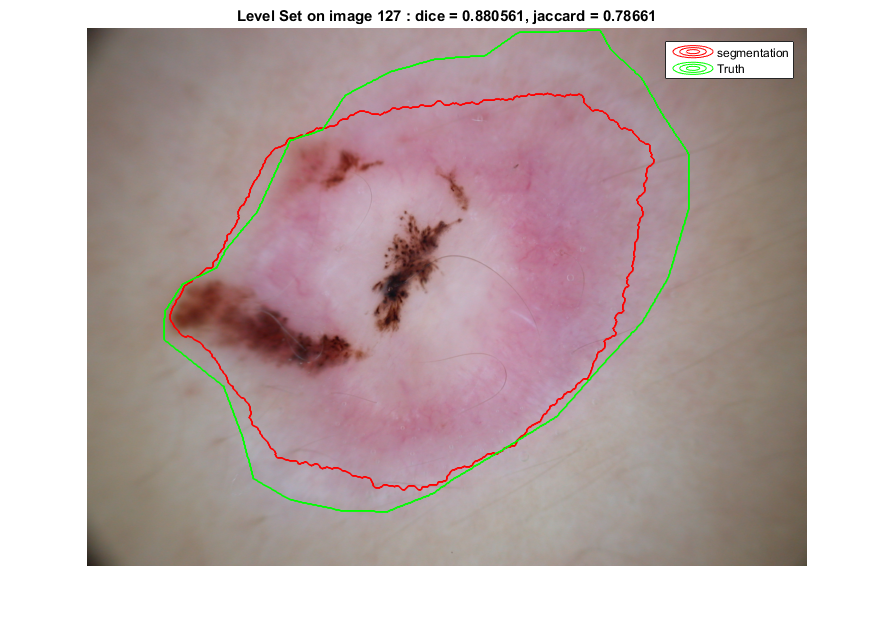 Level Set on image 127 : dice = 0.880561, jaccard = 0.78661
segmentation
Truth